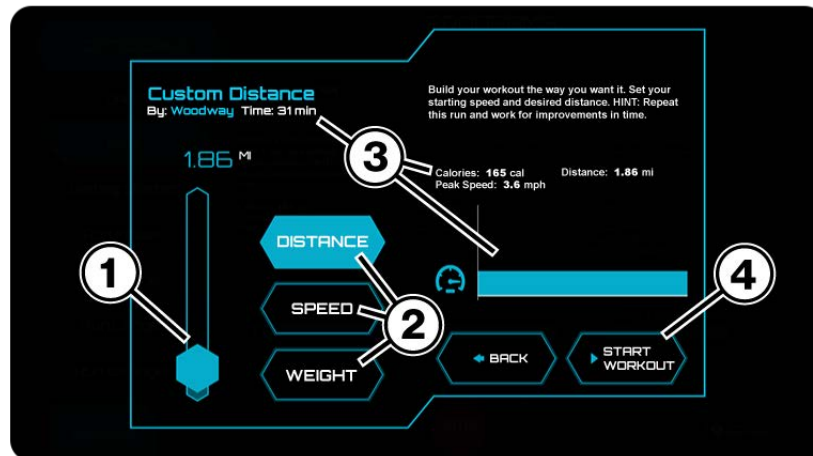 Custom Distance
By: Woodway Time: 31 min
Build your workout the way you want it. Set your
starting speed and desired distance. HINT: Repeat
this run and work for improvements in time.
1.86 MI
3
Calories: 165 cal Distance: 1.86 mi
Peak Speed: 3.6 mph
DISTANCE
1
SPEED
2
4
WEIGHT
BACK
START
WORKOUT